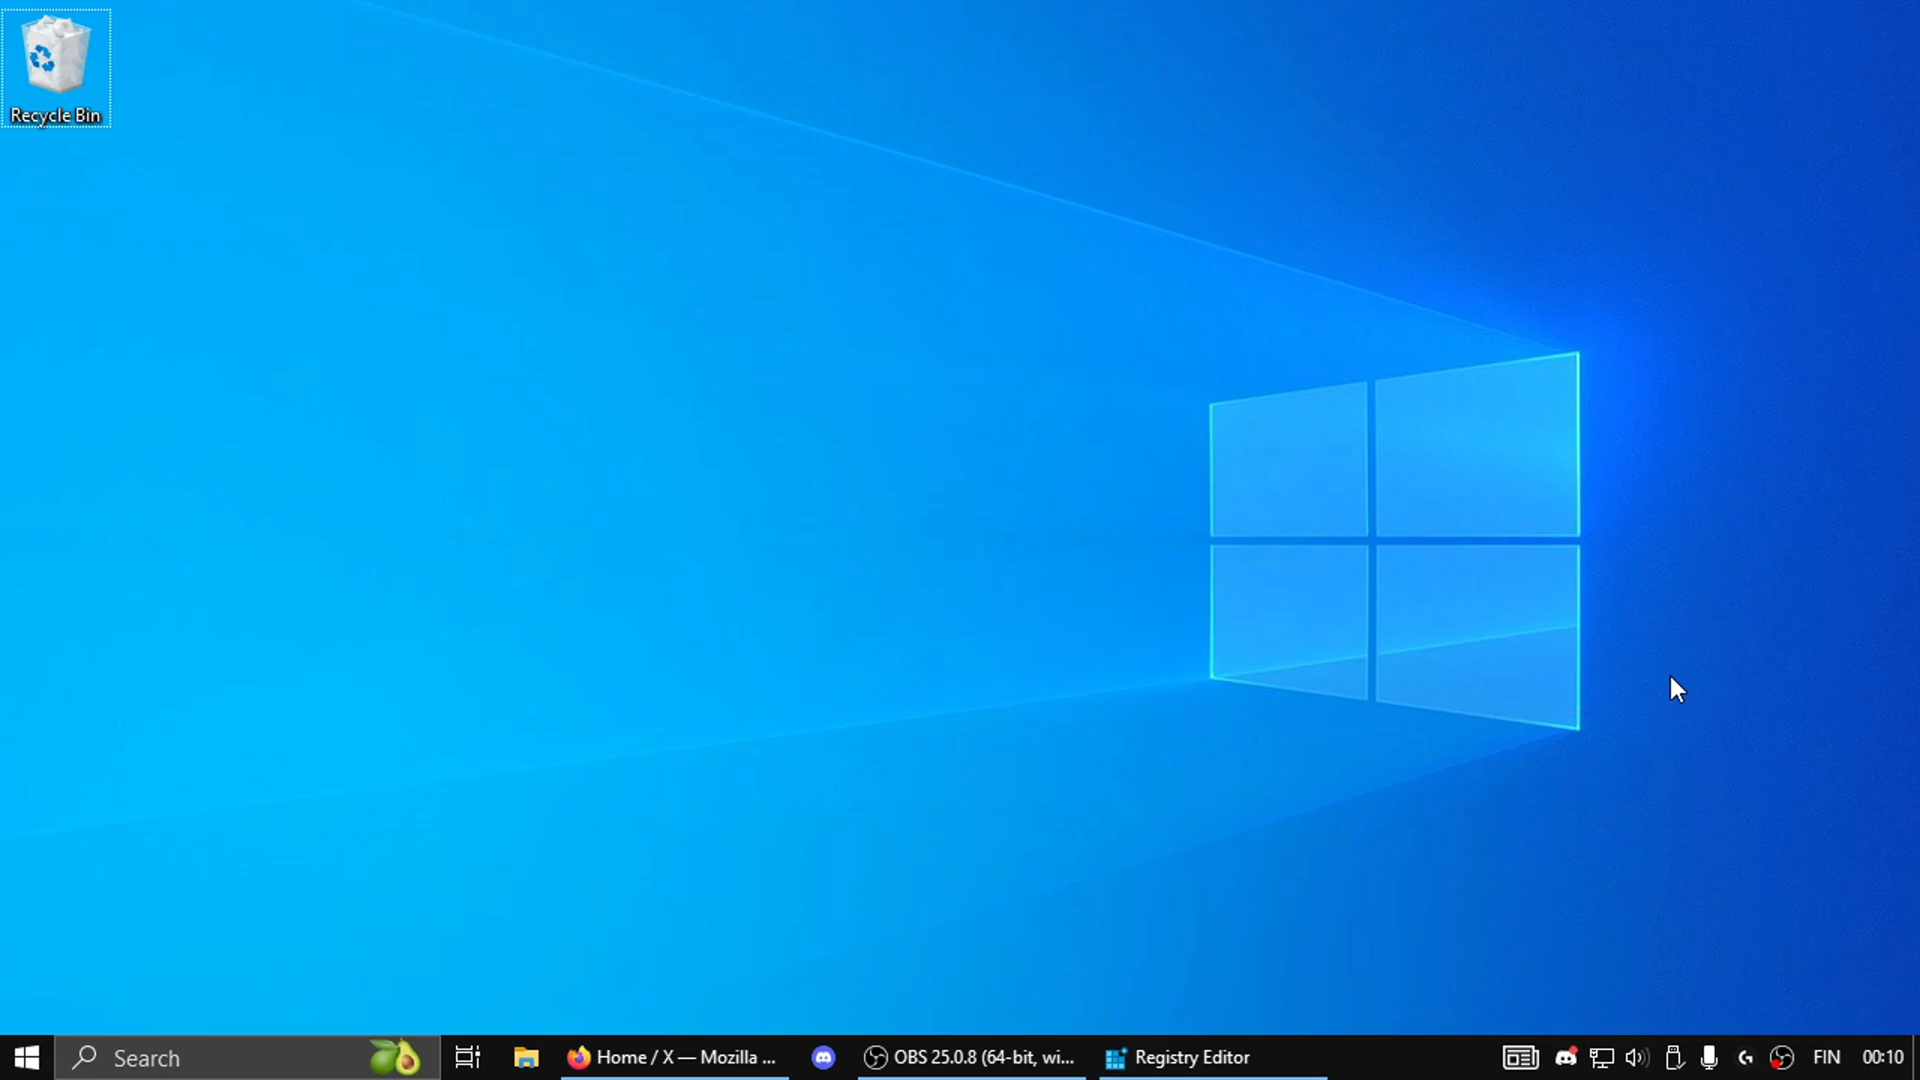 Recycle Bin
Search
Home / X — Mozilla ...
OBS 25.0.8 (64-bit, wi...
Registry Editor
FIN
00:10